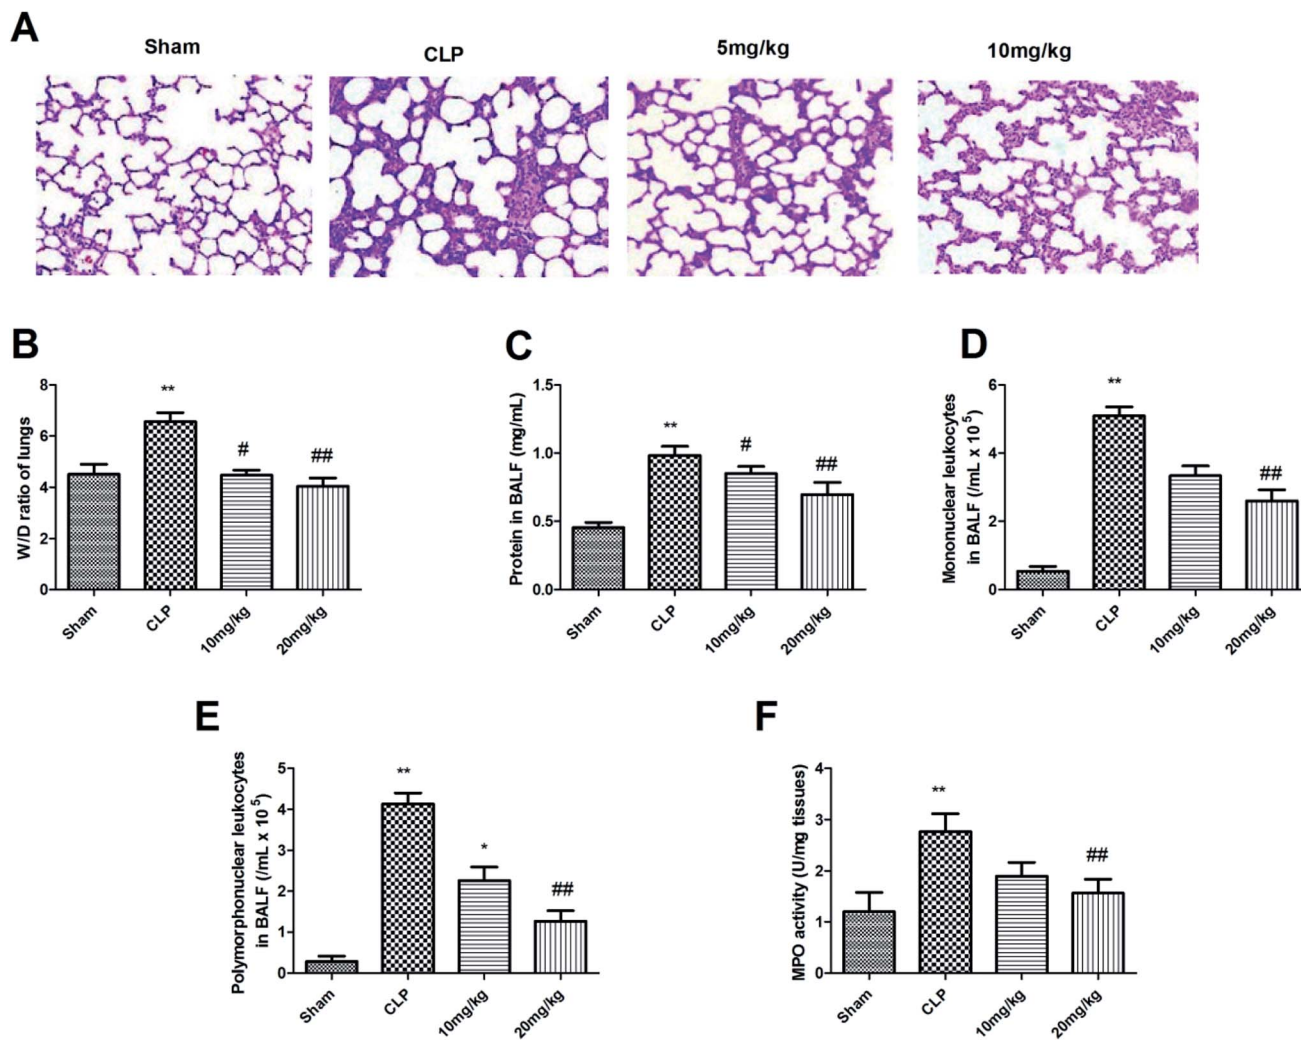 A
Sham
CLP
5mg/kg
10mg/kg
B
W/D ratio of lungs
8
6
4
2
0
**
#
##
Sham
CLP
10mg/kg
20mg/kg
C
Protein in BALF (mg/mL)
1.5
1.0
0.5
0.0
**
#
##
Sham
CLP
10mg/kg
20mg/kg
D
Mononuclear leukocytes
in BALF (/mL x 10^5)
6
4
2
0
**
##
Sham
CLP
10mg/kg
20mg/kg
E
Polymorphonuclear leukocytes
in BALF (/mL x 10^5)
5
4
3
2
1
0
**
*
##
Sham
CLP
10mg/kg
20mg/kg
F
MPO activity (U/mg tissues)
4
3
2
1
0
**
##
Sham
CLP
10mg/kg
20mg/kg